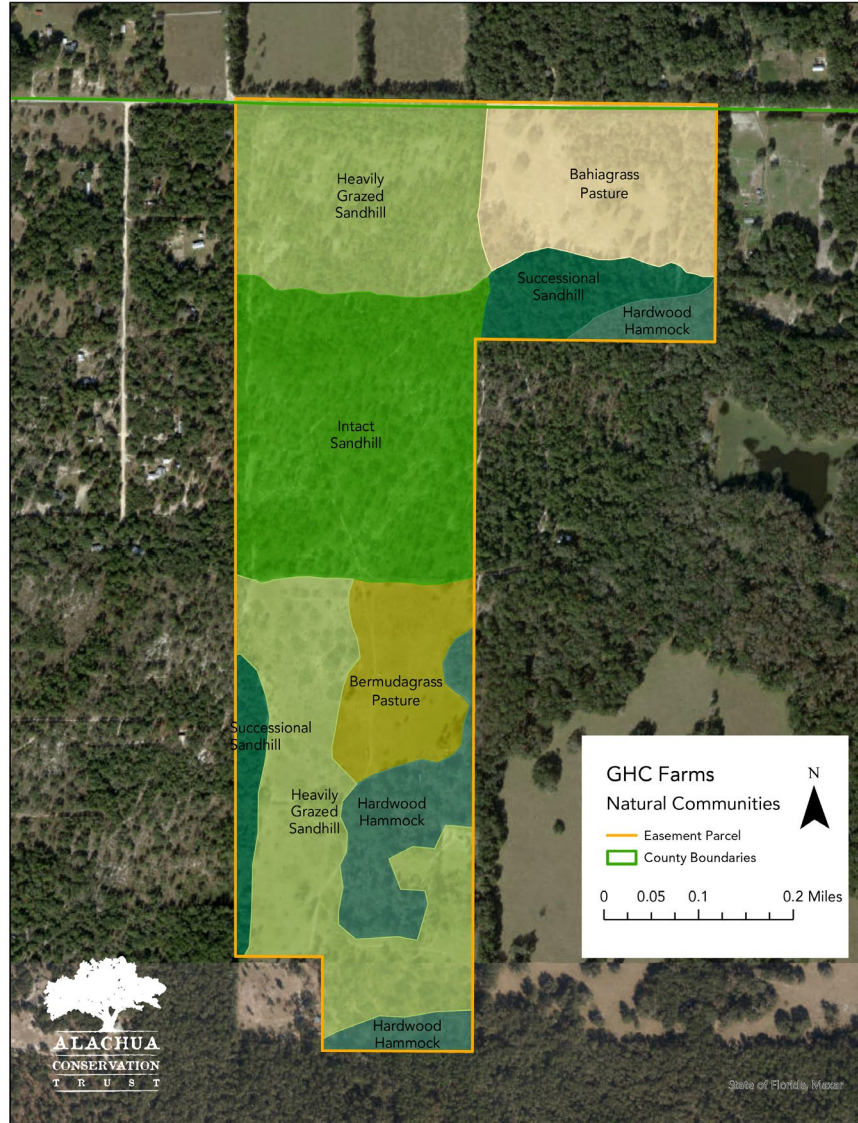 Heavily
Grazed
Sandhill
Bahiagrass
Pasture
Successional
Sandhill
Hardwood
Hammock
Intact
Sandhill
Bermudagrass
Pasture
Successional
Sandhill
Heavily
Grazed
Sandhill
Hardwood
Hammock
GHC Farms
Natural Communities
N
Easement Parcel
County Boundaries
0 0.05 0.1 0.2 Miles
Hardwood
Hammock
ALACHUA
CONSERVATION
TRUST
State of Florida, Maxar